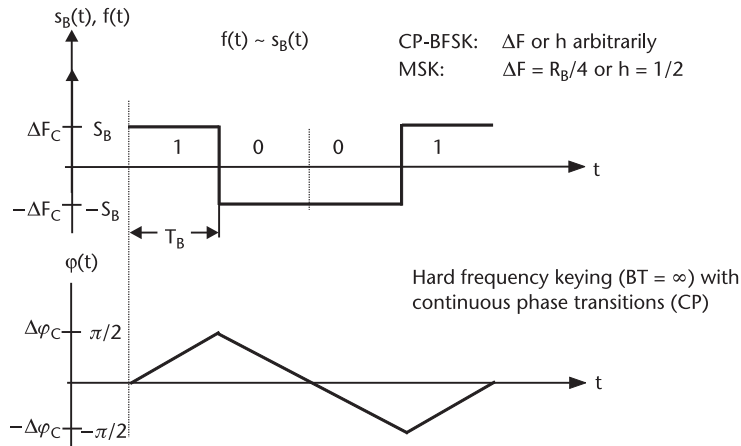 s_B(t), f(t)
f(t) ~ s_B(t)
CP-BFSK: ΔF or h arbitrarily
MSK: ΔF = R_B/4 or h = 1/2
ΔF_C S_B
1 0 0 1
t
−ΔF_C −S_B
T_B
φ(t)
Hard frequency keying (BT = ∞) with
continuous phase transitions (CP)
Δφ_C π/2
t
−Δφ_C −π/2